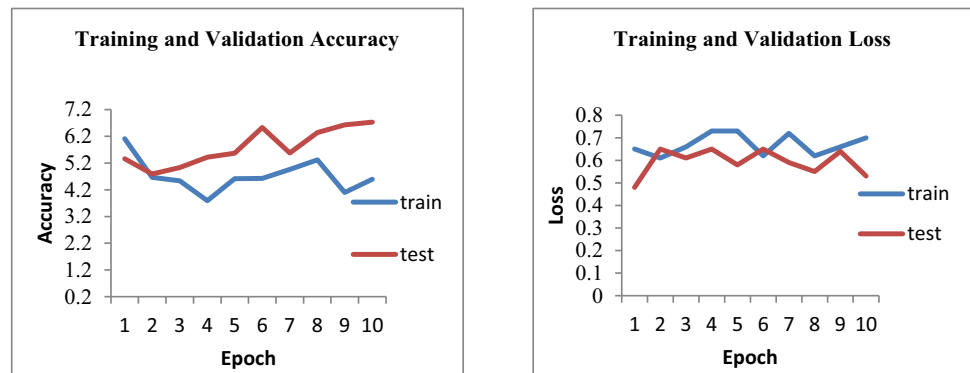 Training and Validation Accuracy
Accuracy
7.2
6.2
5.2
4.2
3.2
2.2
1.2
0.2
1 2 3 4 5 6 7 8 9 10
Epoch
train
test
Training and Validation Loss
Loss
0.8
0.7
0.6
0.5
0.4
0.3
0.2
0.1
0
1 2 3 4 5 6 7 8 9 10
Epoch
train
test